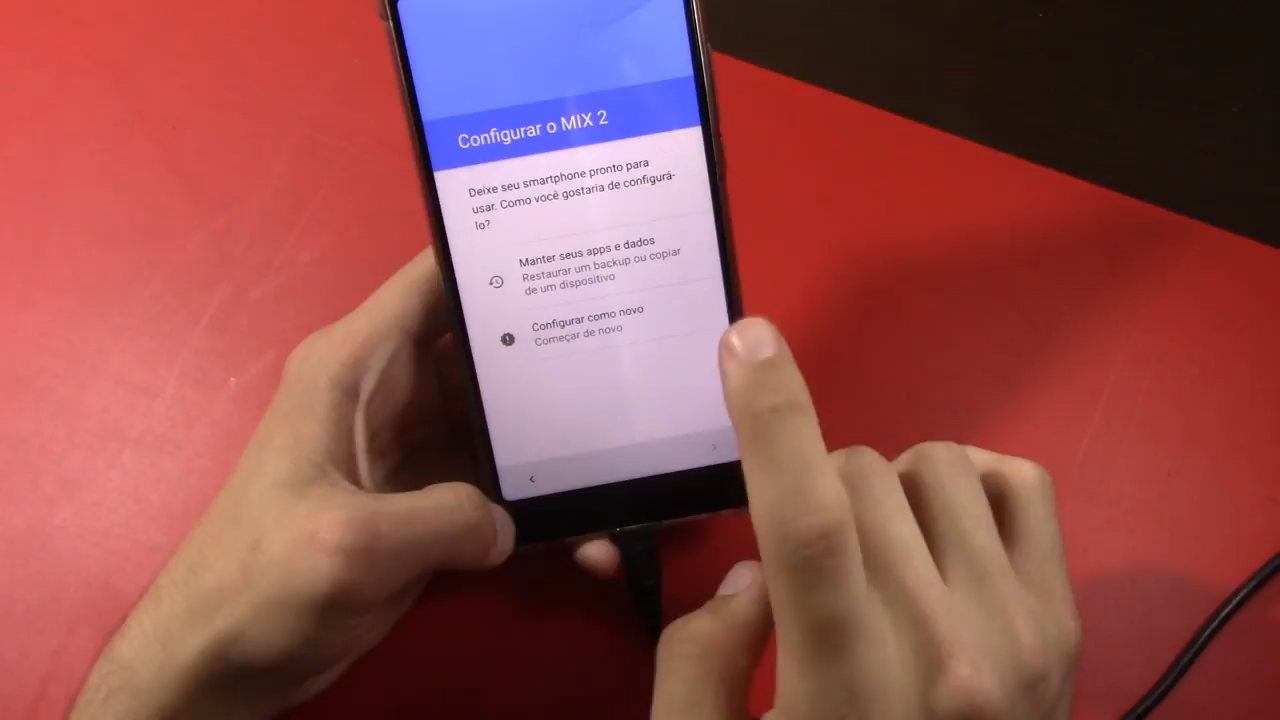 Configurar o MIX 2
Deixe seu smartphone pronto para
usar. Como você gostaria de configurá-
lo?
Manter seus apps e dados
Restaurar um backup ou copiar
de um dispositivo
Configurar como novo
Começar de novo